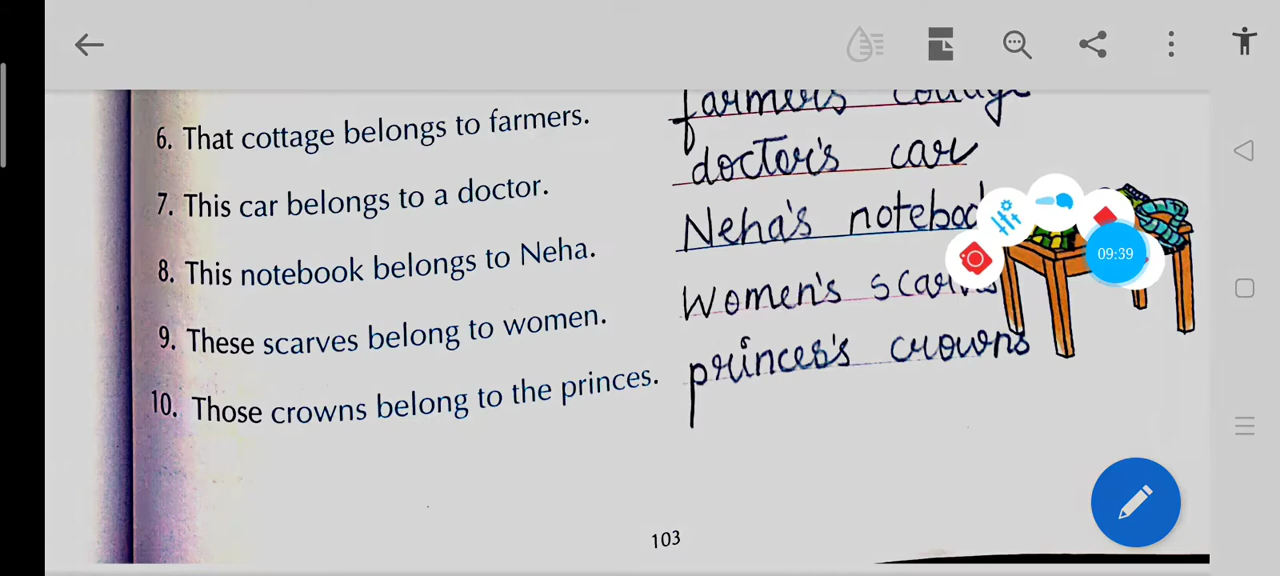 6. That cottage belongs to farmers. farmers cottage
7. This car belongs to a doctor. doctor's car
8. This notebook belongs to Neha. Neha's
9. These scarves belong to women. Women's
10. Those crowns belong to the princes. princes's crowns
09:39
103